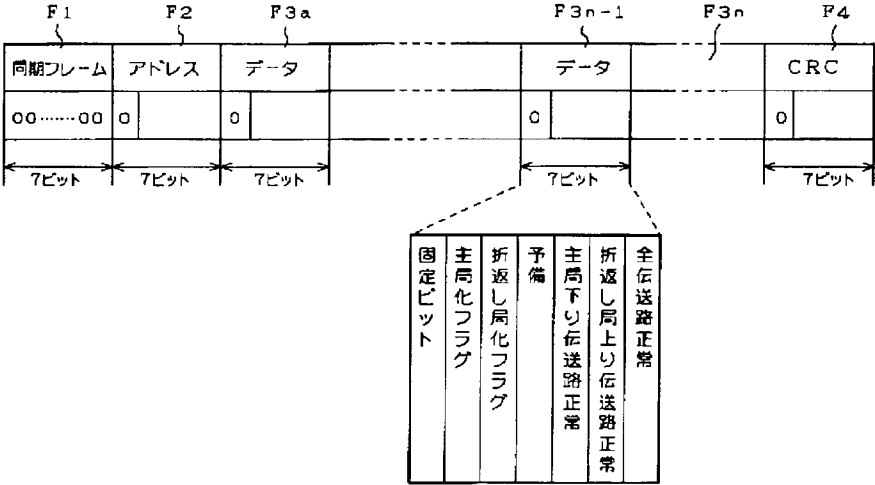 F1 F2 F3a F3n-1 F3n F4
同期フレーム アドレス データ データ CRC
00……00 0 0 0 0
7ビット 7ビット 7ビット 7ビット 7ビット
固定ビット
主局化フラグ
折返し局化フラグ
予備
主局下り伝送路正常
折返し局上り伝送路正常
全伝送路正常